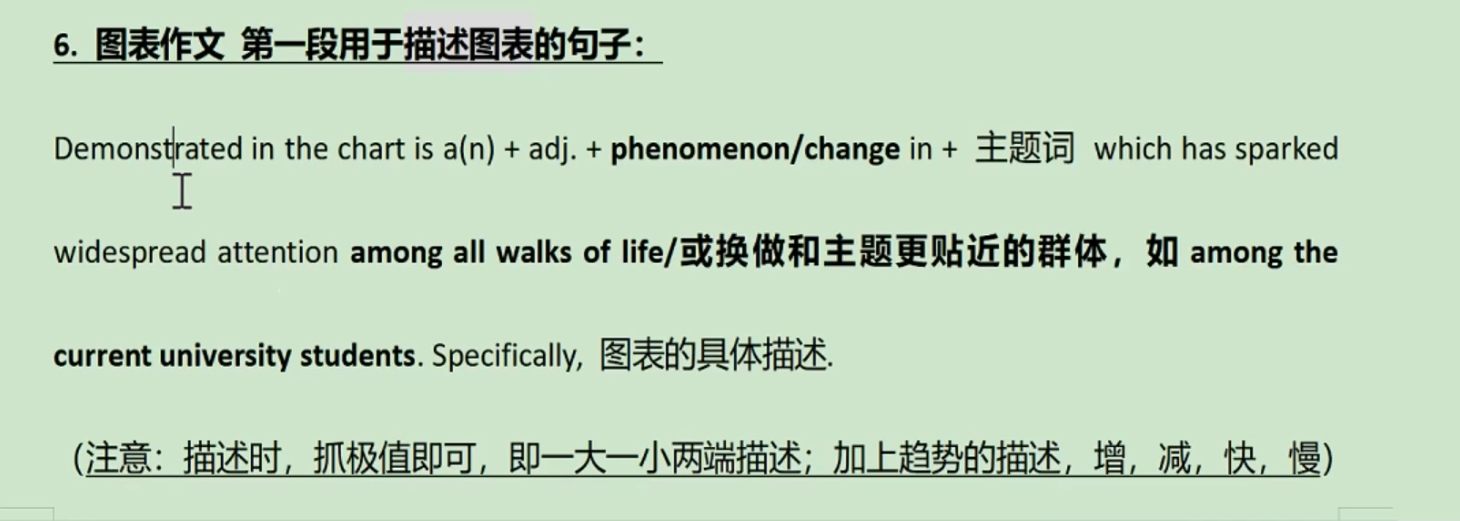 6. 图表作文 第一段用于描述图表的句子：
Demonstrated in the chart is a(n) + adj. + phenomenon/change in + 主题词 which has sparked
widespread attention among all walks of life/或换做和主题更贴近的群体，如 among the
current university students. Specifically, 图表的具体描述.
（注意：描述时，抓极值即可，即一大一小两端描述；加上趋势的描述，增，减，快，慢）